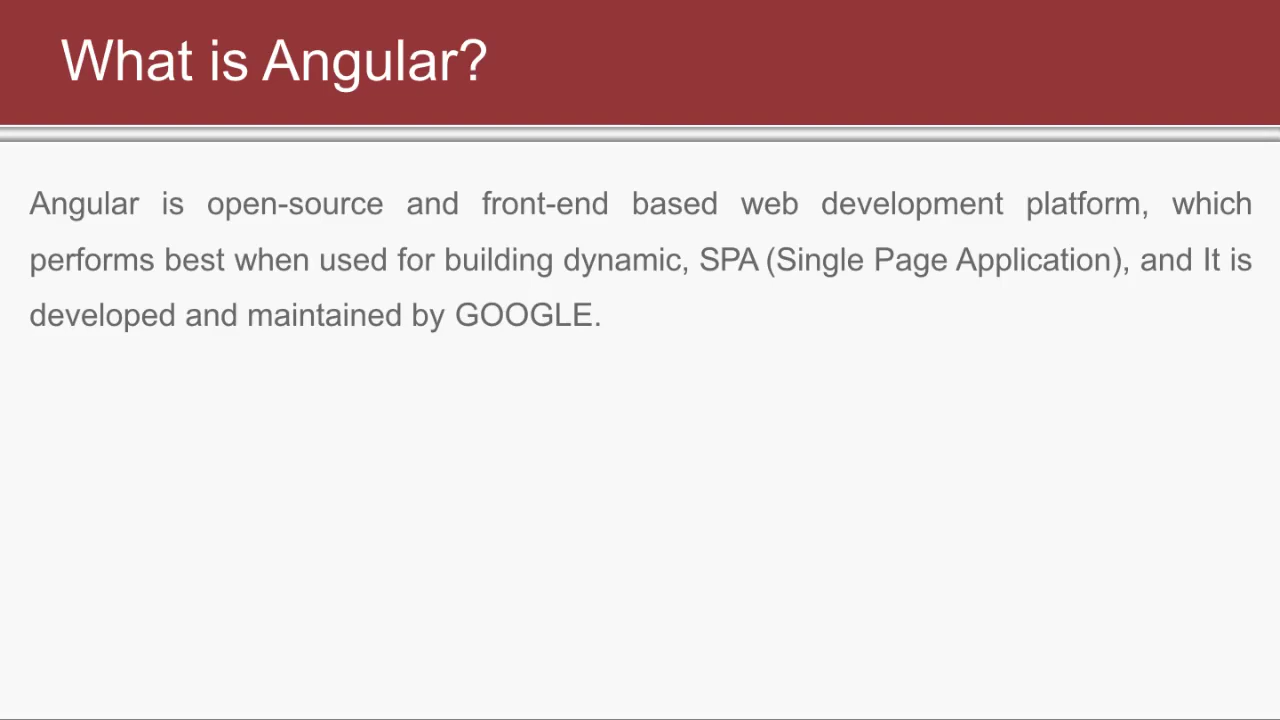 What is Angular?
Angular is open-source and front-end based web development platform, which
performs best when used for building dynamic, SPA (Single Page Application), and It is
developed and maintained by GOOGLE.